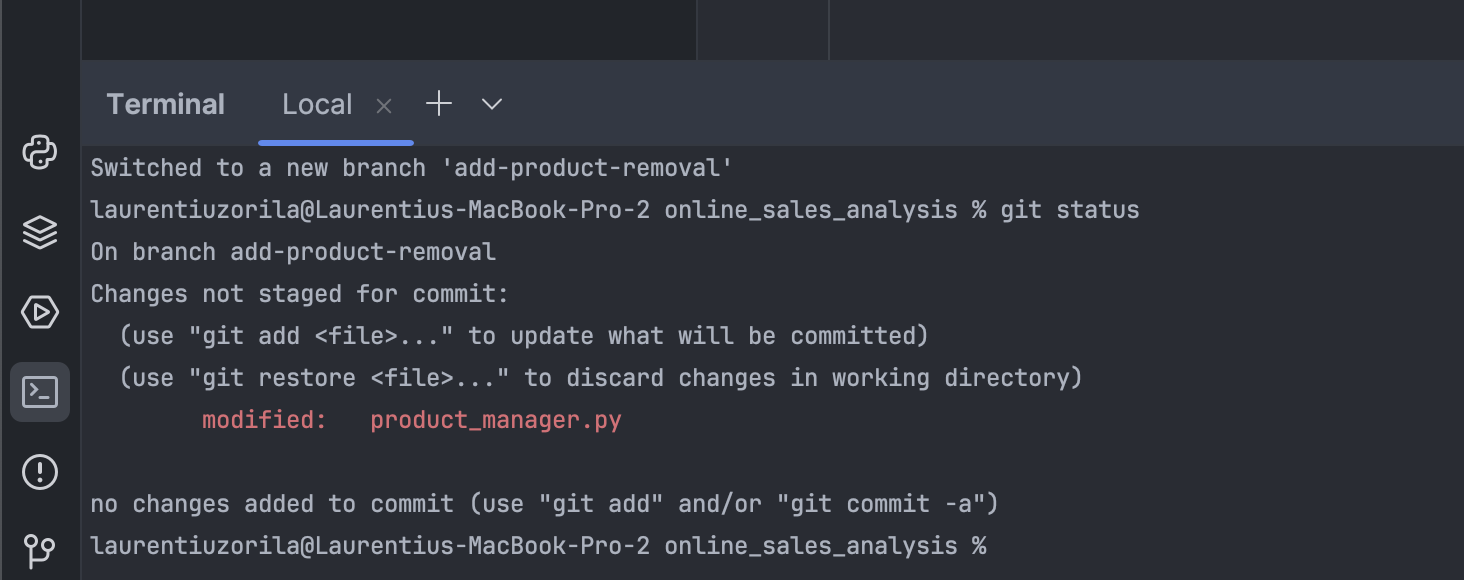 Terminal Local
Switched to a new branch 'add-product-removal'
laurentiuzorila@Laurentius-MacBook-Pro-2 online_sales_analysis % git status
On branch add-product-removal
Changes not staged for commit:
  (use "git add <file>..." to update what will be committed)
  (use "git restore <file>..." to discard changes in working directory)
        modified:   product_manager.py

no changes added to commit (use "git add" and/or "git commit -a")
laurentiuzorila@Laurentius-MacBook-Pro-2 online_sales_analysis %